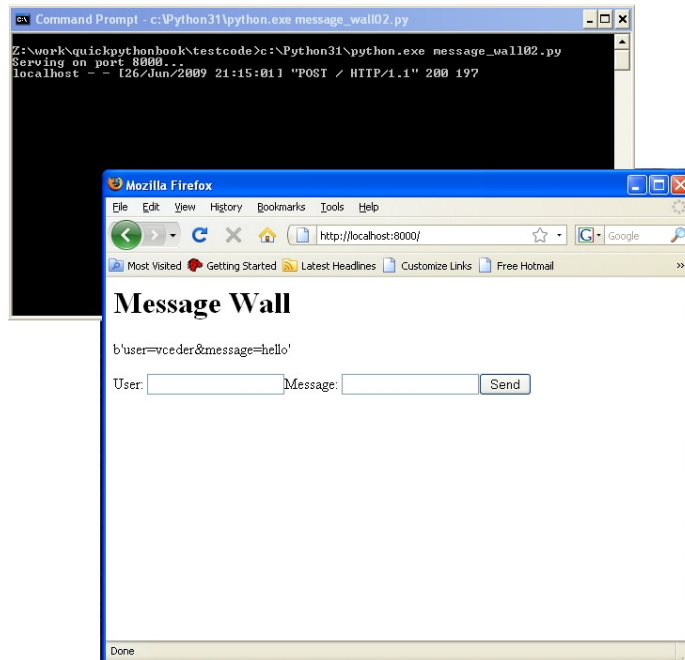 Command Prompt - c:\Python31\python.exe message_wall02.py
Z:\work\quickpythonbook\testcode>c:\Python31\python.exe message_wall02.py
Serving on port 8000...
localhost - - [26/Jun/2009 21:15:01] "POST / HTTP/1.1" 200 197
Mozilla Firefox
File Edit View History Bookmarks Tools Help
http://localhost:8000/ G Google
Most Visited Getting Started Latest Headlines Customize Links Free Hotmail »
Message Wall
b'user=vceder&message=hello'
User: Message: Send
Done